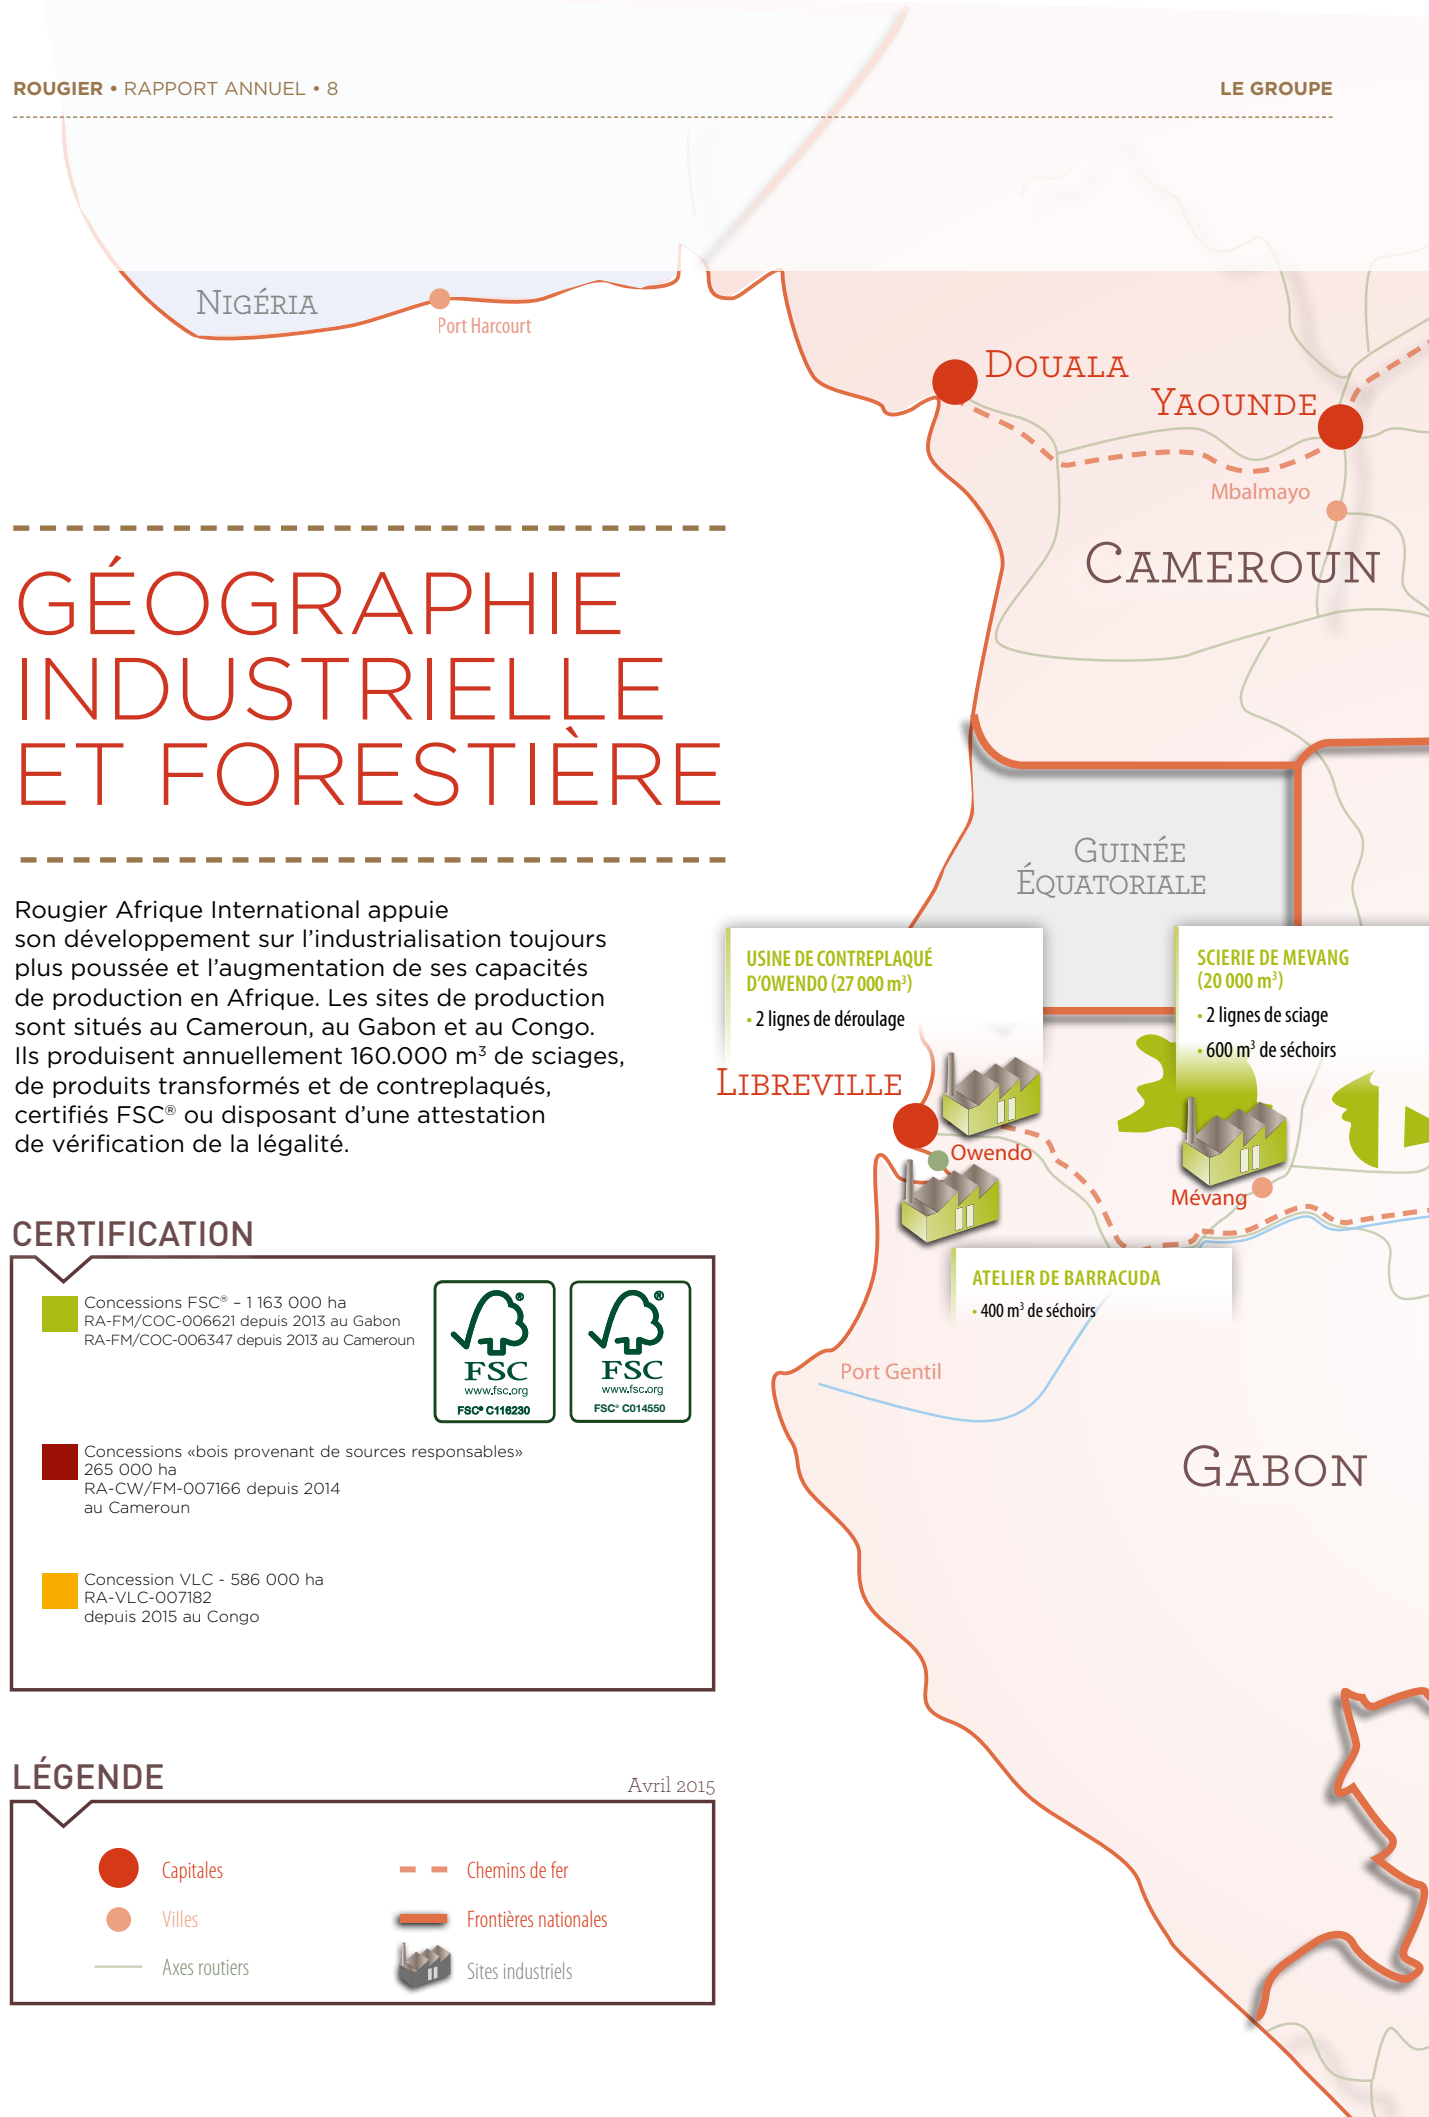 ROUGIER • RAPPORT ANNUEL • 8
LE GROUPE
NIGÉRIA
Port Harcourt
DOUALA
YAOUNDE
Mbalmayo
CAMEROUN
GÉOGRAPHIE
INDUSTRIELLE
ET FORESTIÈRE
GUINÉE
ÉQUATORIALE
Rougier Afrique International appuie
son développement sur l’industrialisation toujours
plus poussée et l’augmentation de ses capacités
de production en Afrique. Les sites de production
sont situés au Cameroun, au Gabon et au Congo.
Ils produisent annuellement 160.000 m³ de sciages,
de produits transformés et de contreplaqués,
certifiés FSC® ou disposant d’une attestation
de vérification de la légalité.
USINE DE CONTREPLAQUÉ
D’OWENDO (27 000 m³)
• 2 lignes de déroulage
SCIERIE DE MEVANG
(20 000 m³)
• 2 lignes de sciage
• 600 m³ de séchoirs
LIBREVILLE
Owendo
Mévang
ATELIER DE BARRACUDA
• 400 m³ de séchoirs
Port Gentil
GABON
CERTIFICATION
Concessions FSC® – 1 163 000 ha
RA-FM/COC-006621 depuis 2013 au Gabon
RA-FM/COC-006347 depuis 2013 au Cameroun
®
FSC
www.fsc.org
FSC® C116230
®
FSC
www.fsc.org
FSC® C014550
Concessions «bois provenant de sources responsables»
265 000 ha
RA-CW/FM-007166 depuis 2014
au Cameroun
Concession VLC - 586 000 ha
RA-VLC-007182
depuis 2015 au Congo
LÉGENDE
Avril 2015
Capitales
Villes
Axes routiers
Chemins de fer
Frontières nationales
Sites industriels